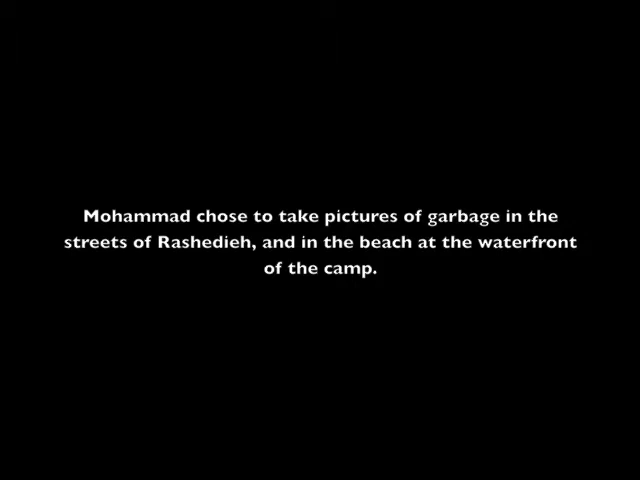 Mohammad chose to take pictures of garbage in the
streets of Rashedieh, and in the beach at the waterfront
of the camp.